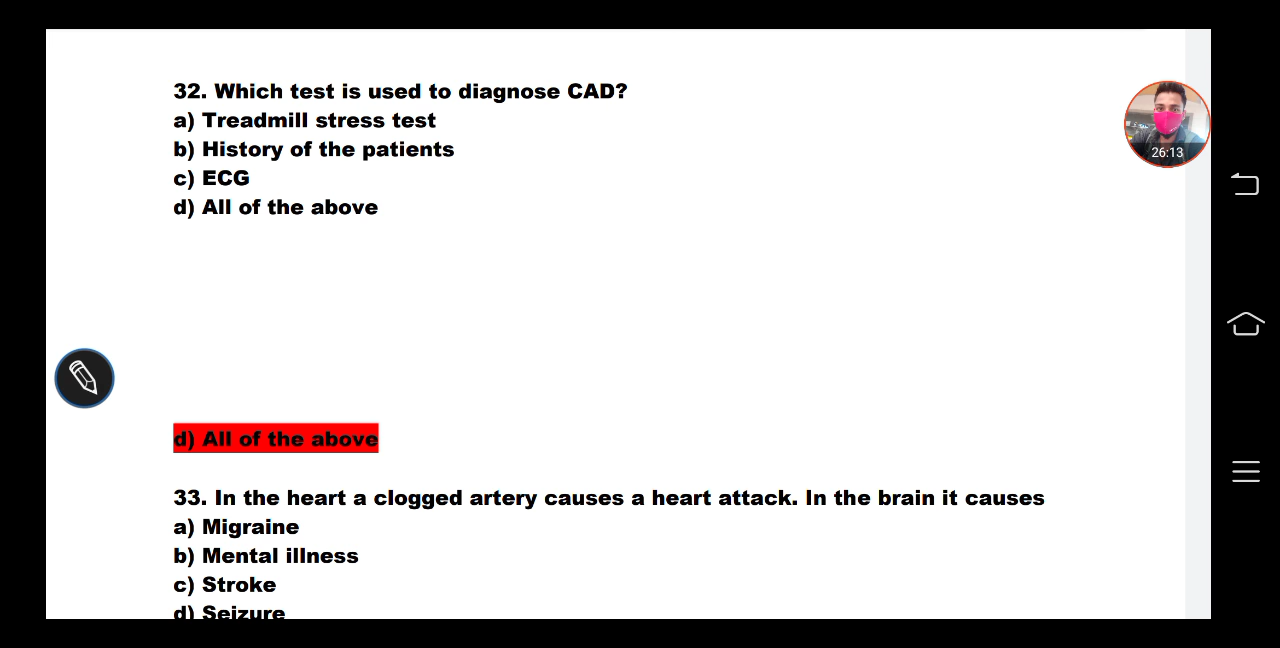 32. Which test is used to diagnose CAD?
a) Treadmill stress test
b) History of the patients
c) ECG
d) All of the above
26:13
d) All of the above
33. In the heart a clogged artery causes a heart attack. In the brain it causes
a) Migraine
b) Mental illness
c) Stroke
d) Seizure